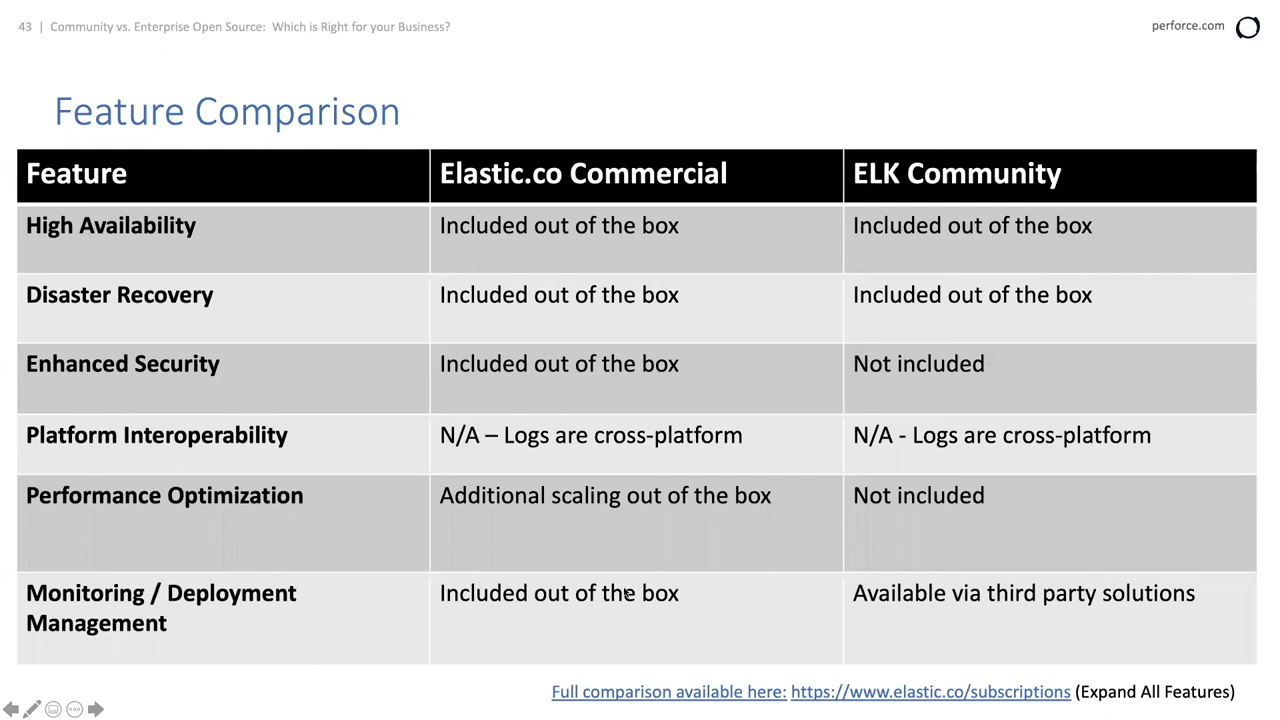 43 | Community vs. Enterprise Open Source: Which is Right for your Business?
perforce.com
Feature Comparison
Feature Elastic.co Commercial ELK Community
High Availability Included out of the box Included out of the box
Disaster Recovery Included out of the box Included out of the box
Enhanced Security Included out of the box Not included
Platform Interoperability N/A – Logs are cross-platform N/A - Logs are cross-platform
Performance Optimization Additional scaling out of the box Not included
Monitoring / Deployment Included out of the box Available via third party solutions
Management
Full comparison available here: https://www.elastic.co/subscriptions (Expand All Features)